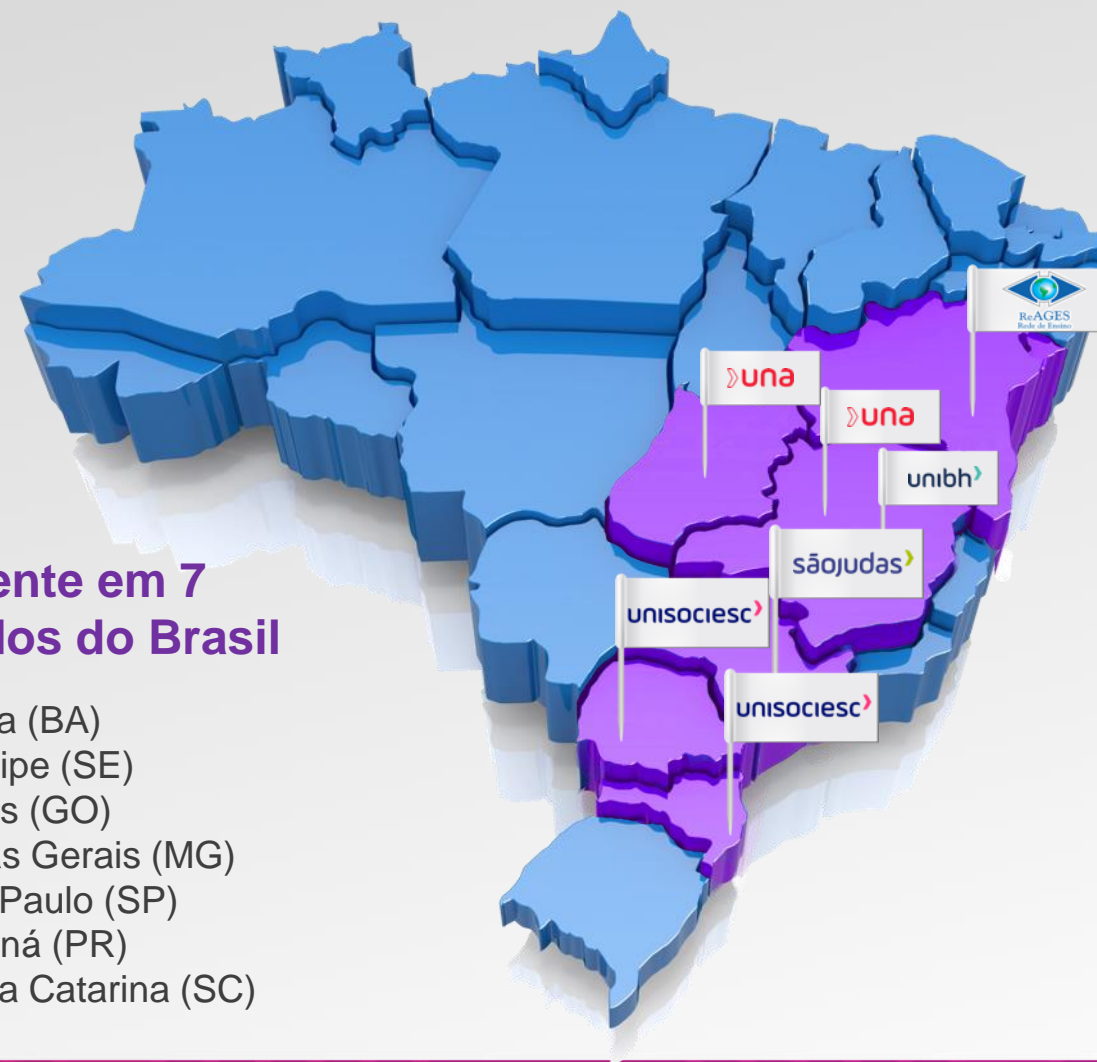 ReAGES
Rede de Ensino
una
una
unibh
sãojudas
unisociesc
unisociesc
ente em 7
dos do Brasil
a (BA)
ipe (SE)
s (GO)
as Gerais (MG)
Paulo (SP)
ná (PR)
a Catarina (SC)